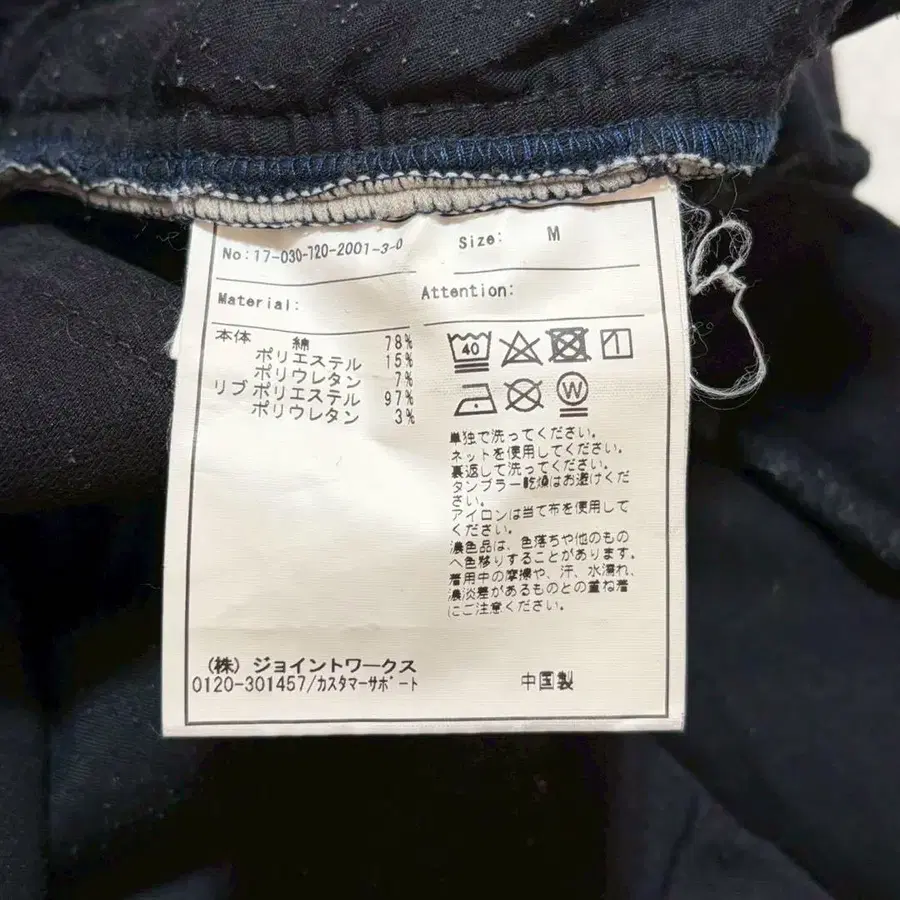 No: 17-030-720-2001-3-0
Size: M
Material:
本体 綿 78%
ポリエステル 15%
ポリウレタン 7%
リブ ポリエステル 97%
ポリウレタン 3%
Attention:
40
W
単独で洗ってください。
ネットを使用してください。
裏返して洗ってください。
タンブラー乾燥はお避けくだ
さい。
アイロンは当て布を使用して
ください。
濃色品は、色落ちや他のもの
へ色移りすることがあります。
着用中の摩擦や、汗、水濡れ、
濃淡差があるものとの重ね着
にご注意ください。
(株) ジョイントワークス
0120-301457/カスタマーサポート
中国製